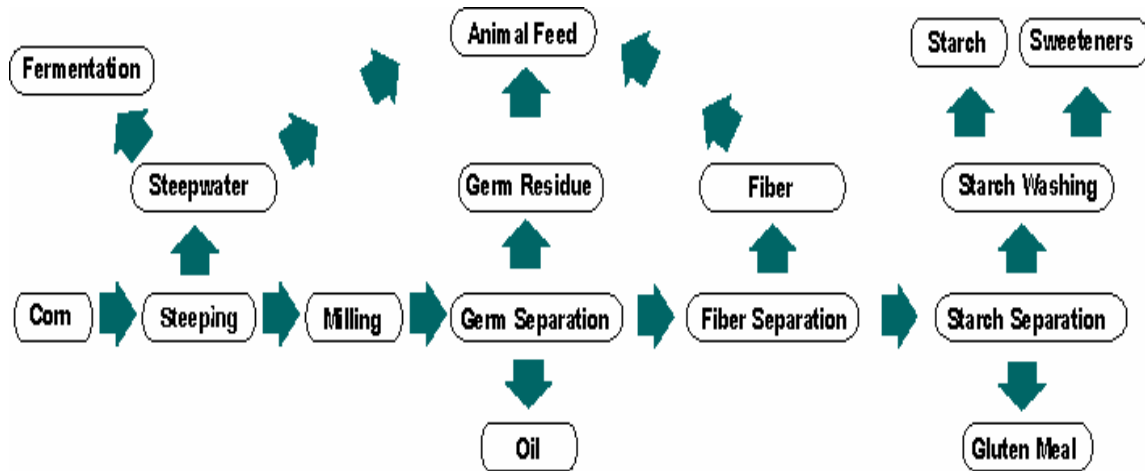 Animal Feed
Starch
Sweeteners
Fermentation
Steepwater
Germ Residue
Fiber
Starch Washing
Corn
Steeping
Milling
Germ Separation
Fiber Separation
Starch Separation
Oil
Gluten Meal